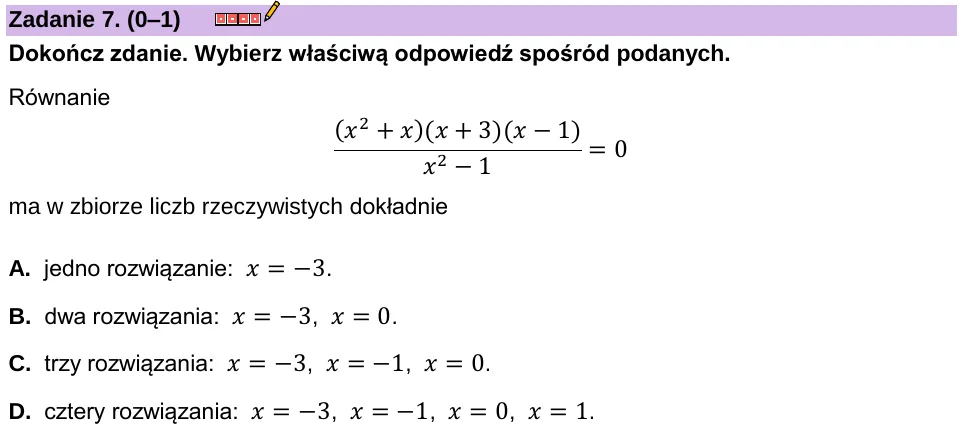 Zadanie 7. (0–1)
Dokończ zdanie. Wybierz właściwą odpowiedź spośród podanych.
Równanie
(x² + x)(x + 3)(x − 1)
x² − 1
= 0
ma w zbiorze liczb rzeczywistych dokładnie
A. jedno rozwiązanie: x = −3.
B. dwa rozwiązania: x = −3, x = 0.
C. trzy rozwiązania: x = −3, x = −1, x = 0.
D. cztery rozwiązania: x = −3, x = −1, x = 0, x = 1.